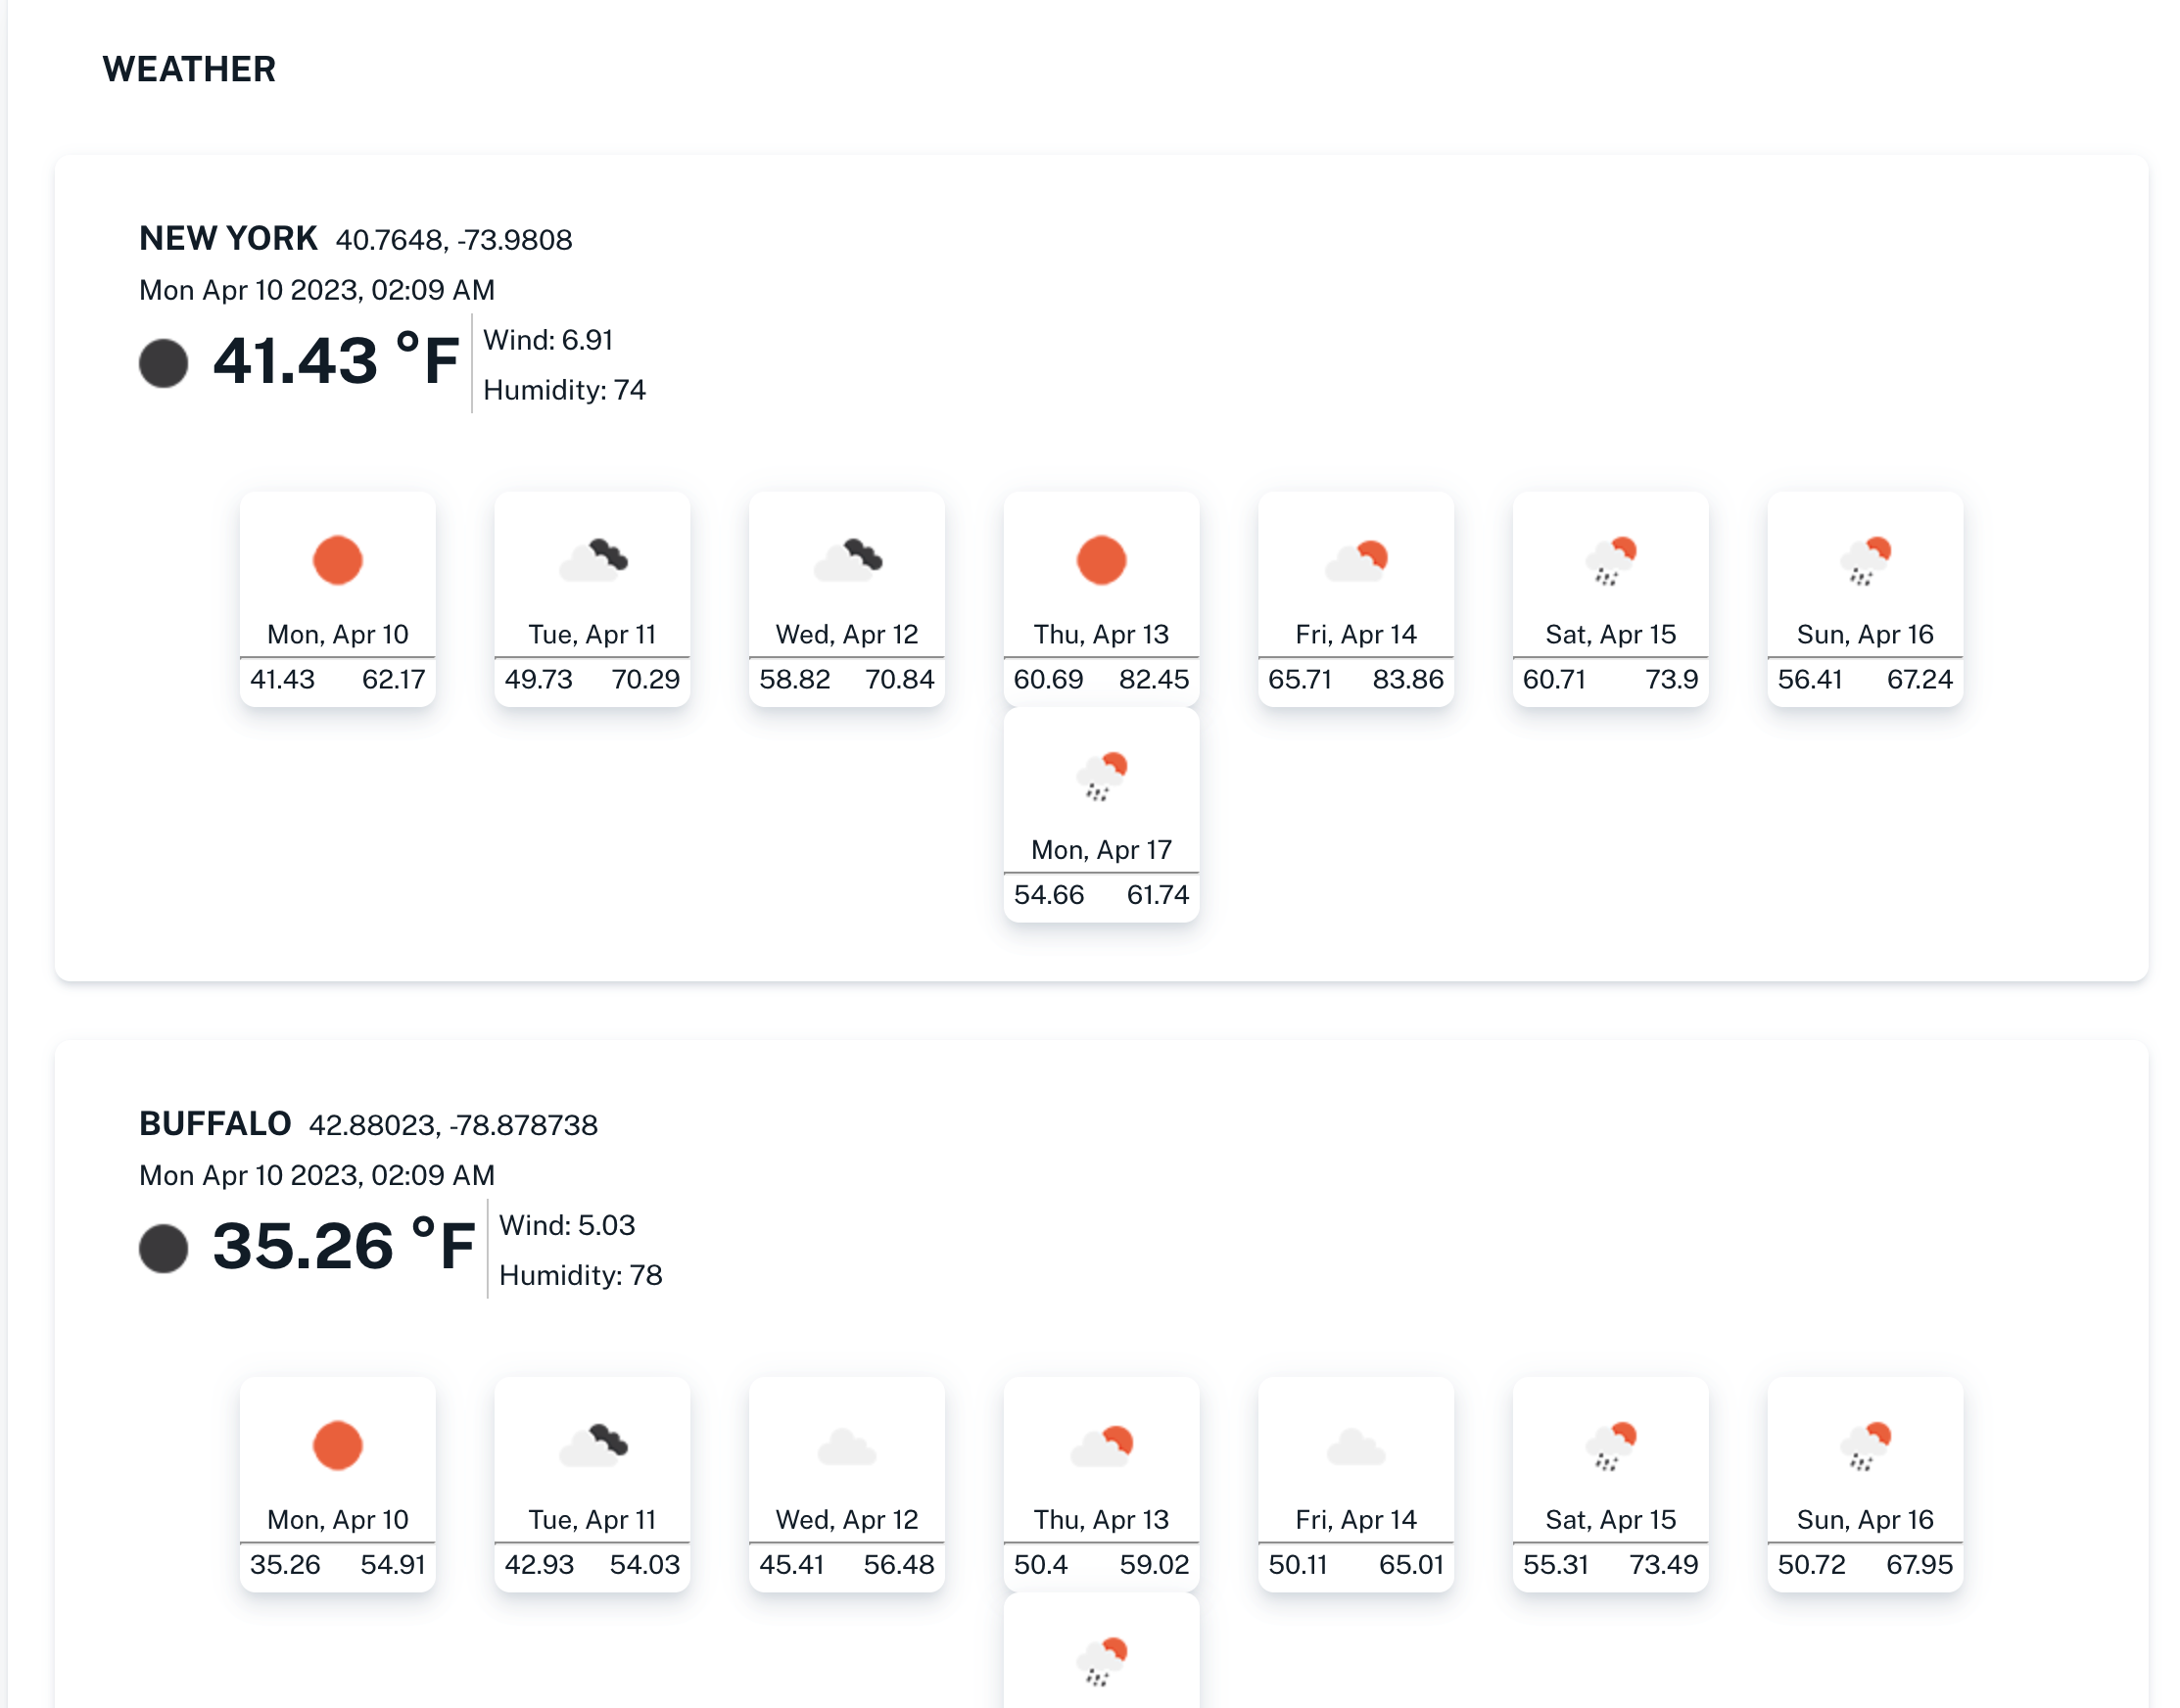 WEATHER
NEW YORK 40.7648, -73.9808
Mon Apr 10 2023, 02:09 AM
41.43 °F
Wind: 6.91
Humidity: 74
Mon, Apr 10
41.43 62.17
Tue, Apr 11
49.73 70.29
Wed, Apr 12
58.82 70.84
Thu, Apr 13
60.69 82.45
Fri, Apr 14
65.71 83.86
Sat, Apr 15
60.71 73.9
Sun, Apr 16
56.41 67.24
Mon, Apr 17
54.66 61.74
BUFFALO 42.88023, -78.878738
Mon Apr 10 2023, 02:09 AM
35.26 °F
Wind: 5.03
Humidity: 78
Mon, Apr 10
35.26 54.91
Tue, Apr 11
42.93 54.03
Wed, Apr 12
45.41 56.48
Thu, Apr 13
50.4 59.02
Fri, Apr 14
50.11 65.01
Sat, Apr 15
55.31 73.49
Sun, Apr 16
50.72 67.95